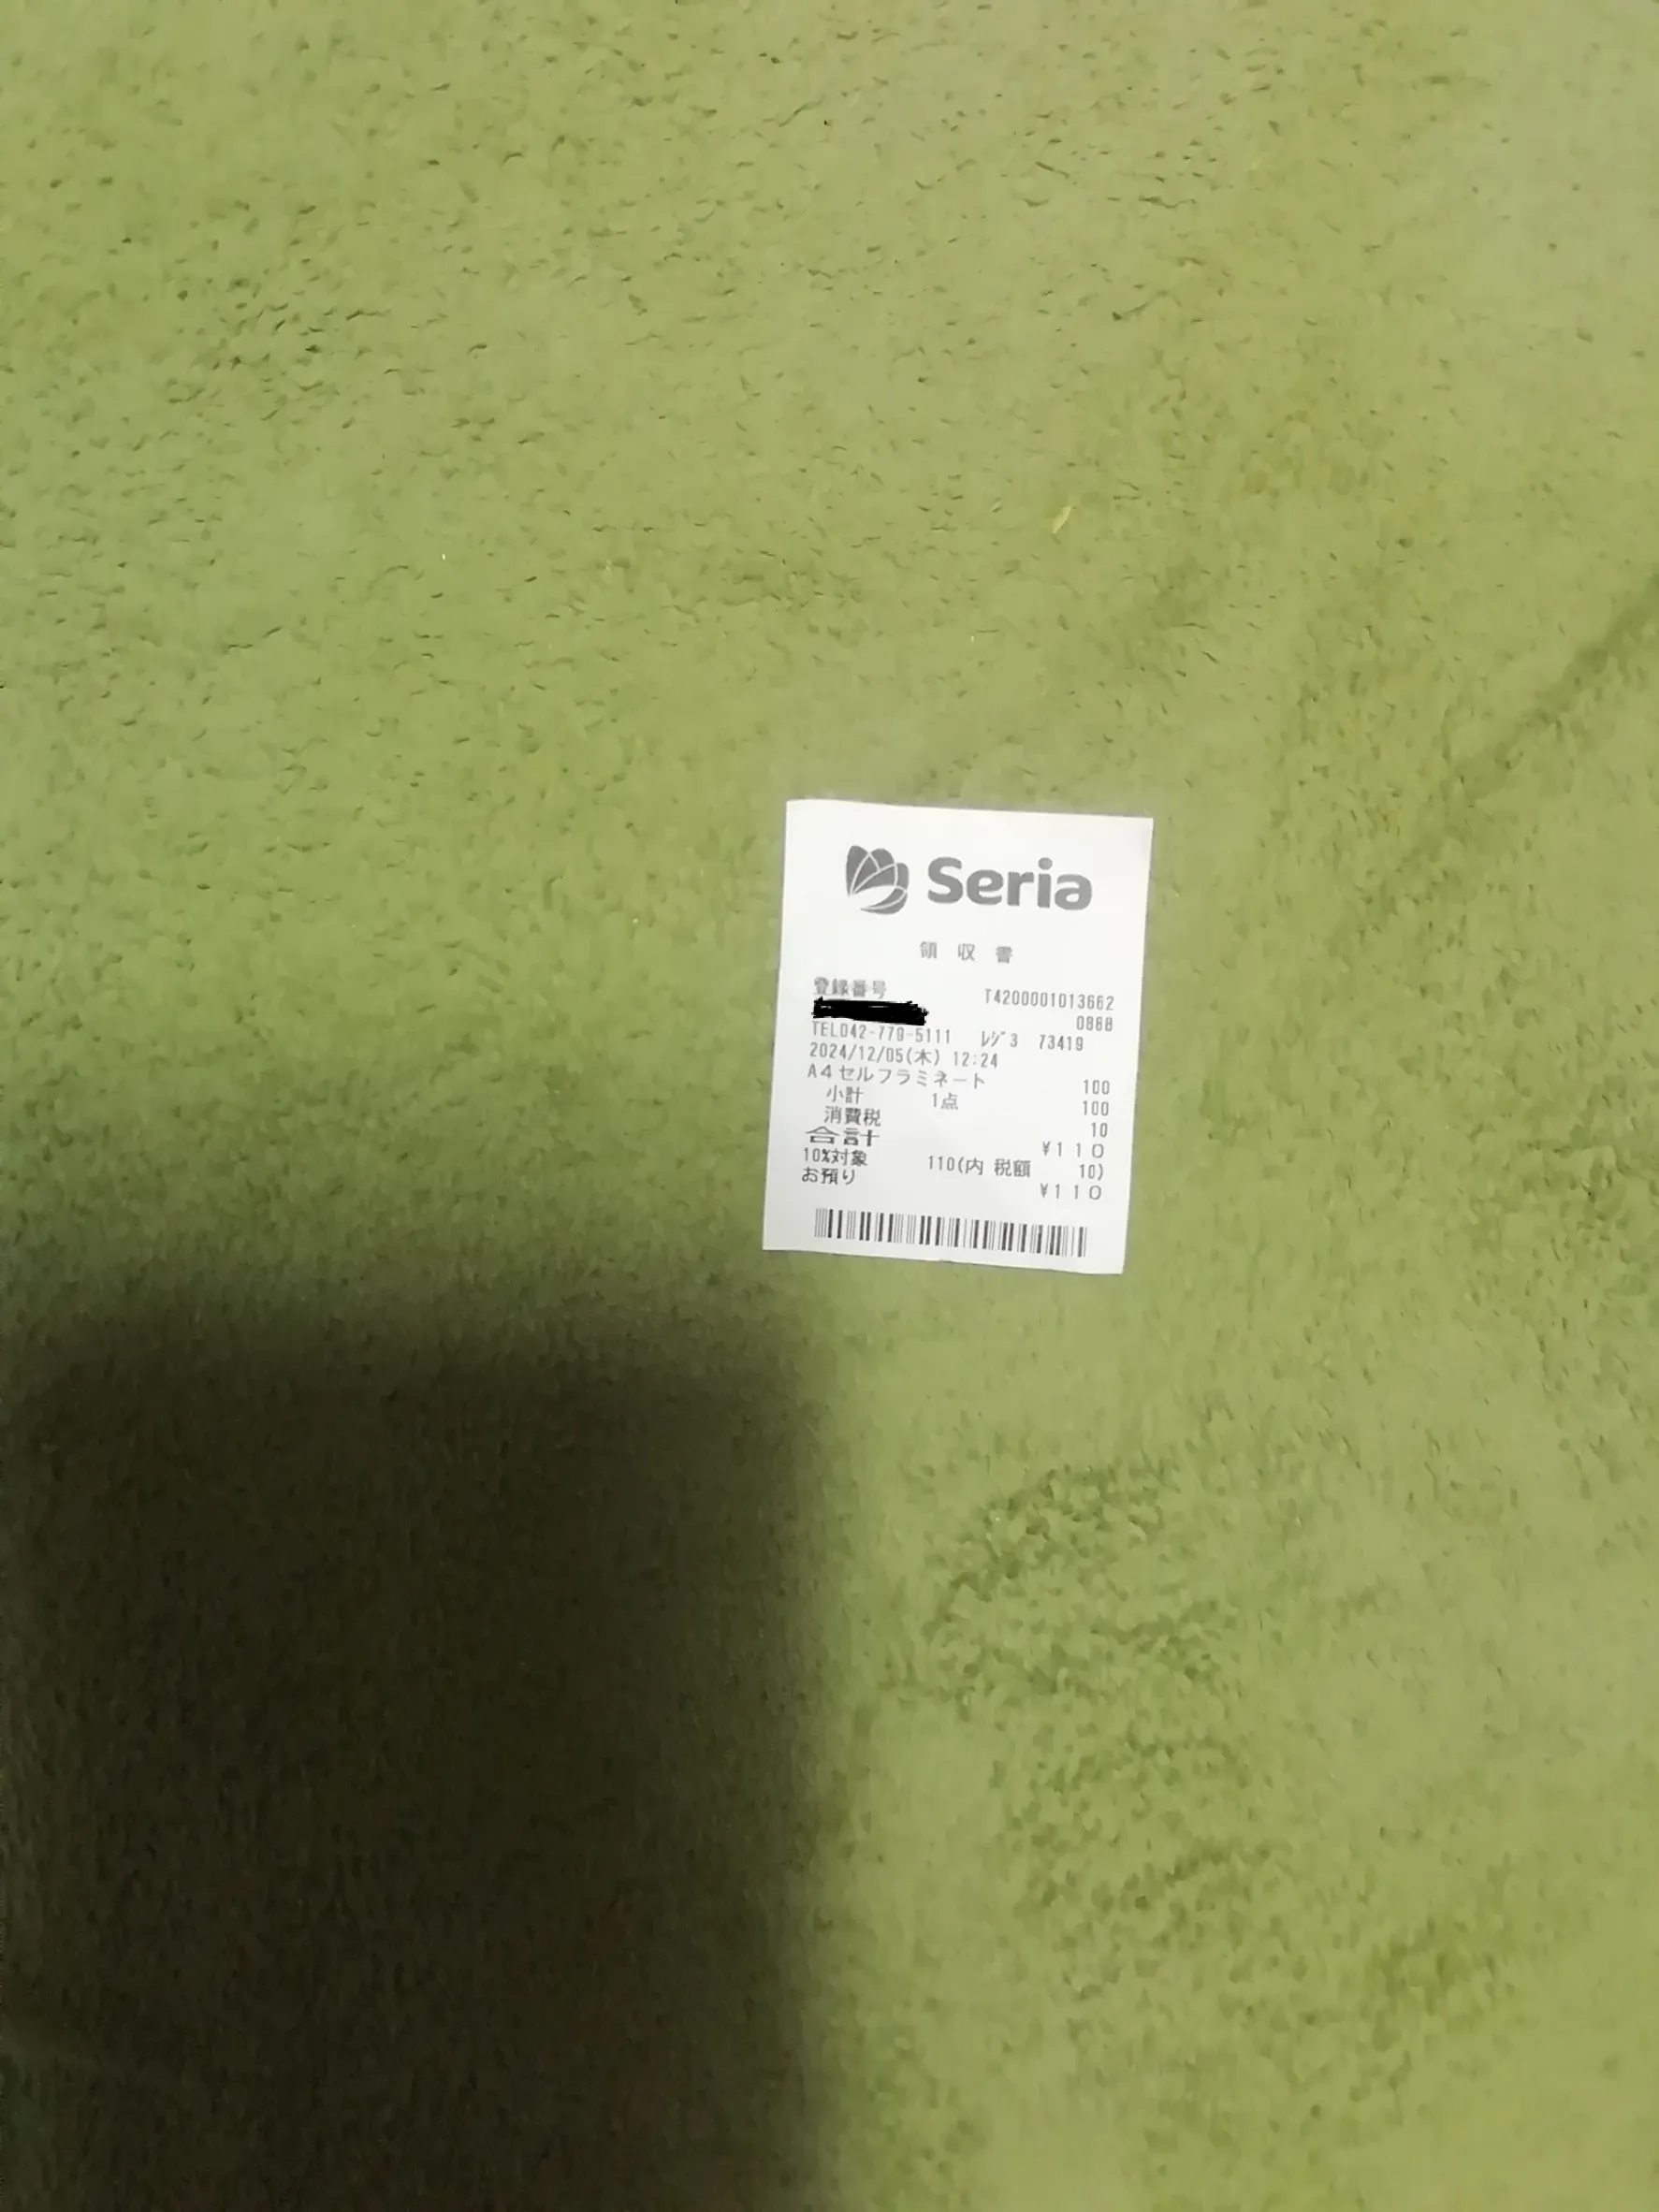 Seria
領 収 書
登録番号 T4200001013662
0868
TEL042-779-5111 レジ3 73419
2024/12/05(木) 12:24
A4セルフラミネート 100
小計 1点 100
消費税 10
合計 ¥110
10%対象 110(内 税額 10)
お預り ¥110